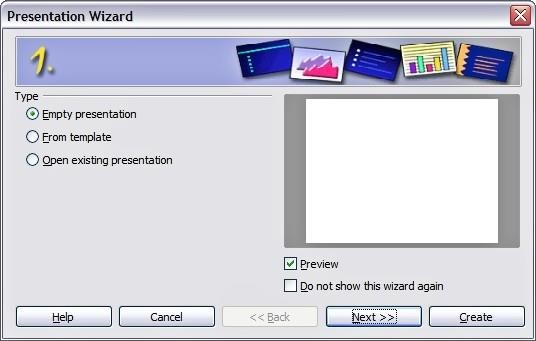 Presentation Wizard
1.
Type
Empty presentation
From template
Open existing presentation
Preview
Do not show this wizard again
Help Cancel << Back Next >> Create